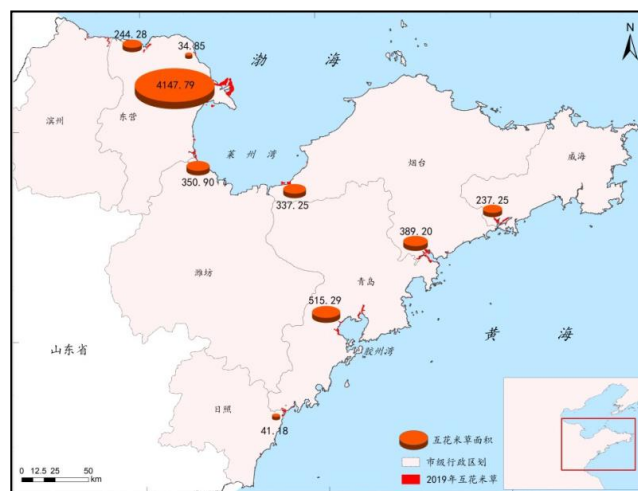 244.28
34.85
渤 海
N
4147.79
滨州
东营
莱州湾
烟台
威海
350.90
337.25
237.25
389.20
潍坊
青岛
515.29
黄 海
山东省
胶州湾
日照
41.18
互花米草面积
市级行政区划
2019年互花米草
0 12.5 25 50
km